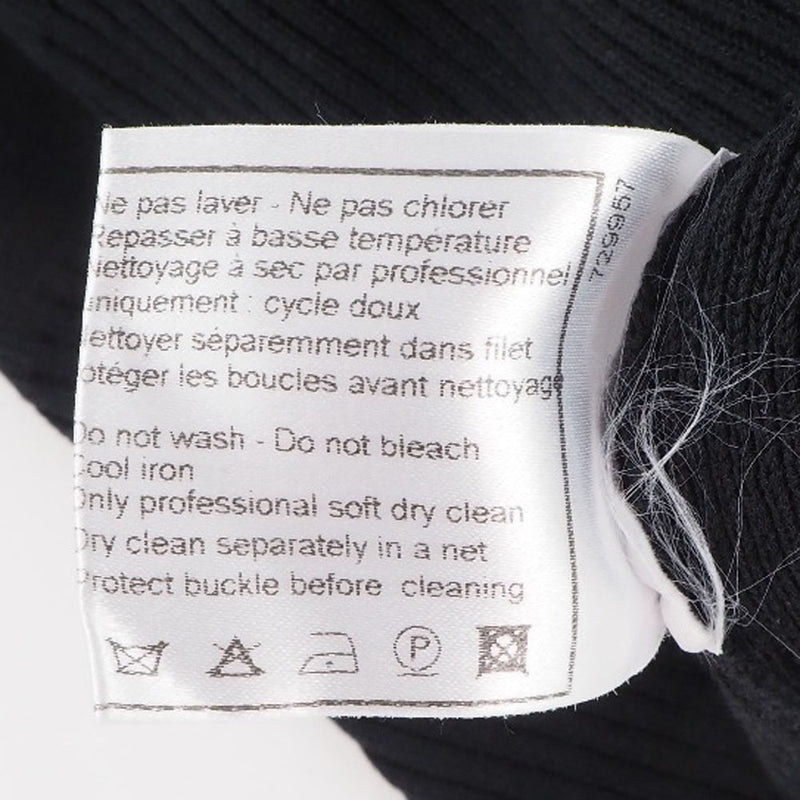 Ne pas laver - Ne pas chlorer
Repasser à basse température
Nettoyage à sec par professionnel
uniquement : cycle doux
Nettoyer séparemment dans filet
otéger les boucles avant nettoyage
Do not wash - Do not bleach
Cool iron
Only professional soft dry clean
Dry clean separately in a net
Protect buckle before cleaning
P
729957